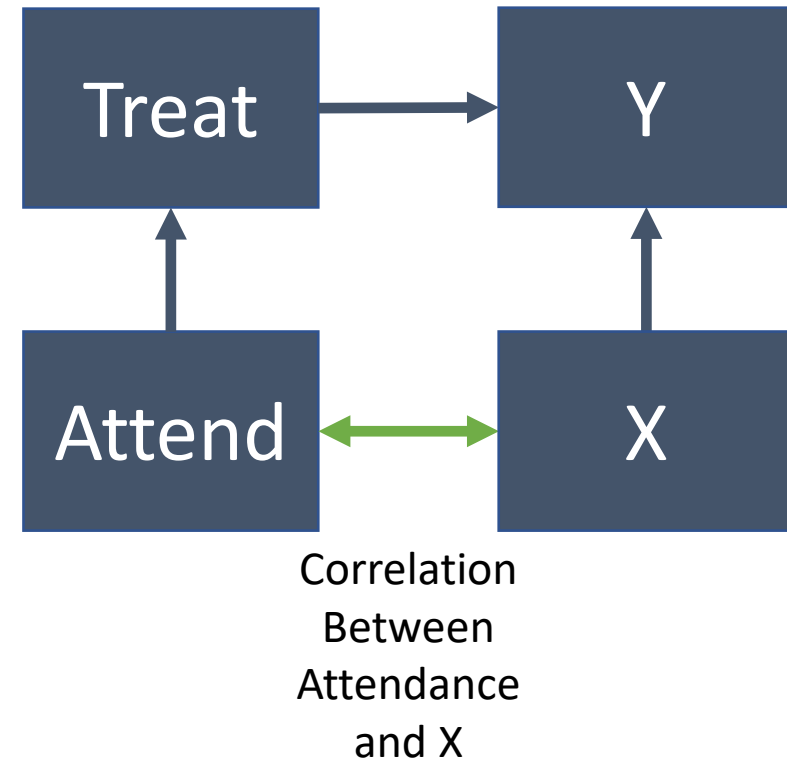 Treat
Y
Attend
X
Correlation
Between
Attendance
and X